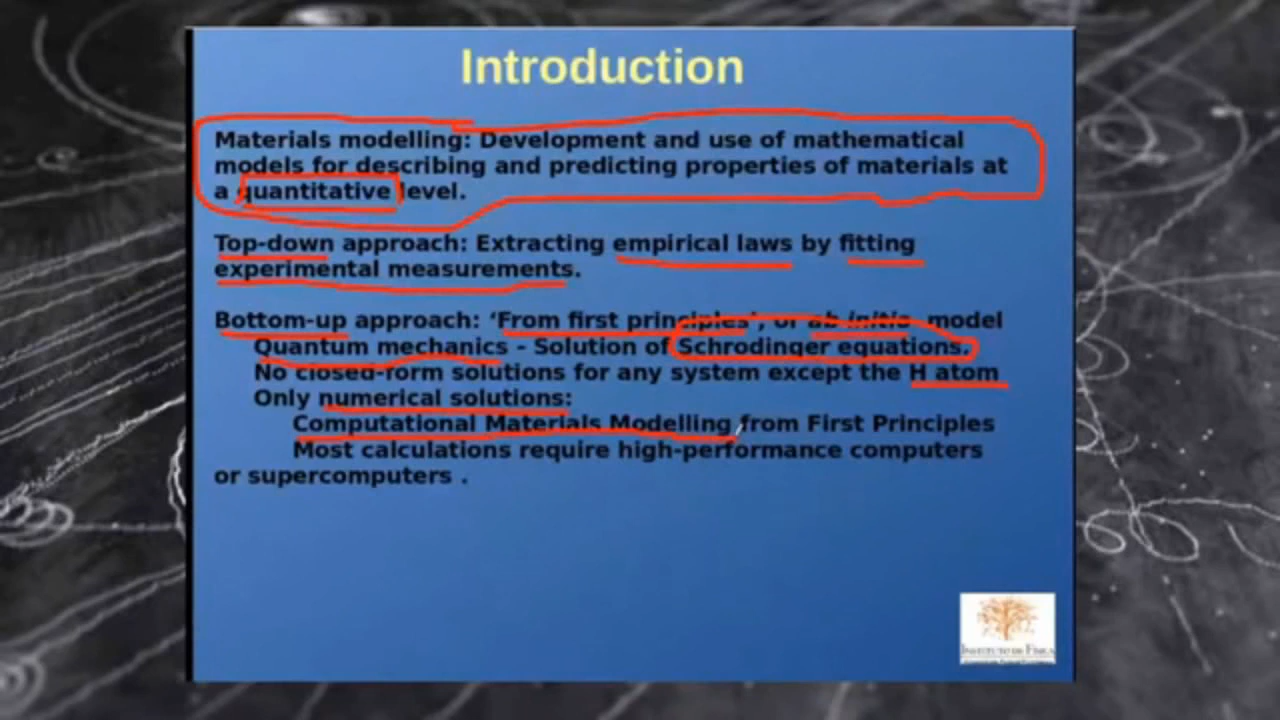 Introduction
Materials modelling: Development and use of mathematical
models for describing and predicting properties of materials at
a quantitative level.
Top-down approach: Extracting empirical laws by fitting
experimental measurements.
Bottom-up approach: ‘From first principles’, or ab initio model
Quantum mechanics - Solution of Schrodinger equations.
No closed-form solutions for any system except the H atom
Only numerical solutions:
Computational Materials Modelling from First Principles
Most calculations require high-performance computers
or supercomputers .
INSTITUTO DE FÍSICA